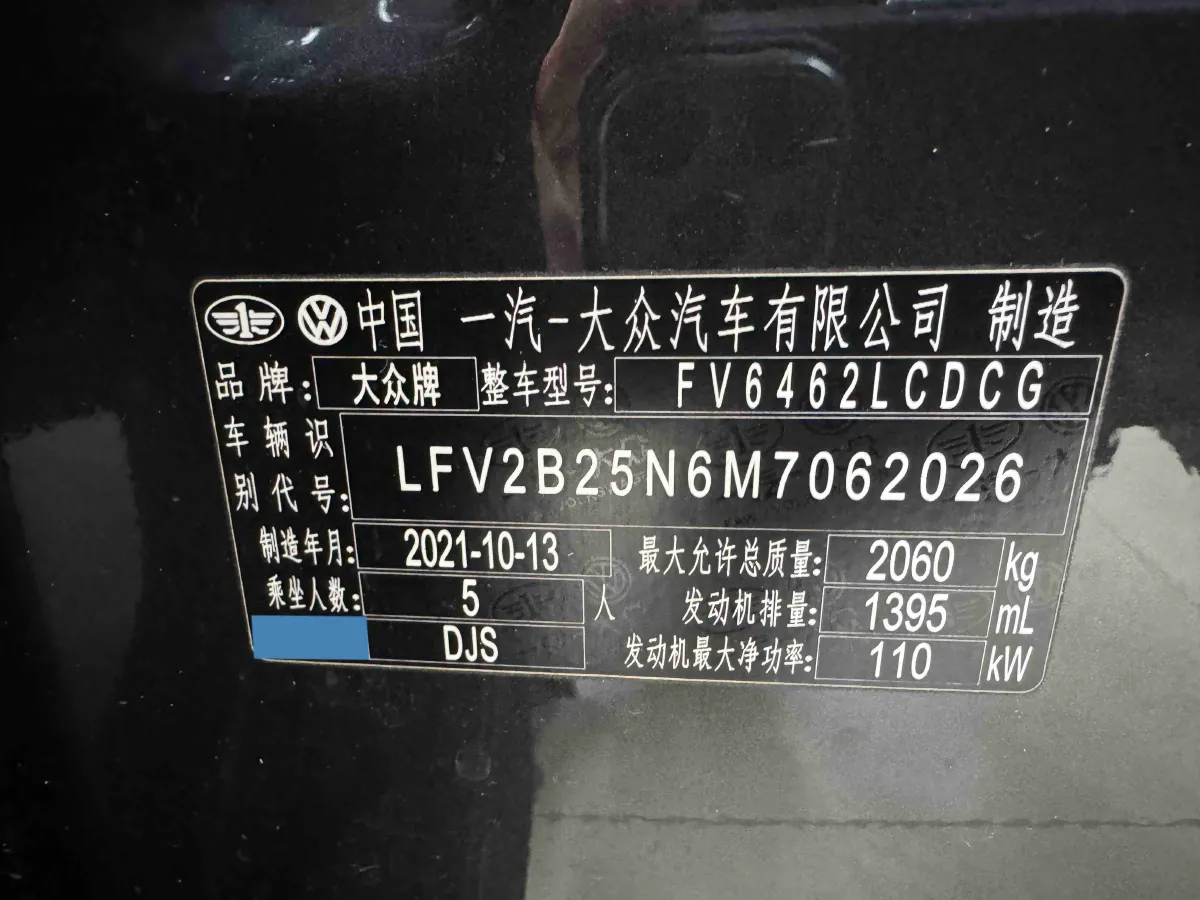 中国 一汽-大众汽车有限公司 制造
品牌: 大众牌 整车型号: FV6462LCDCG
车辆识别代号: LFV2B25N6M7062026
制造年月: 2021-10-13 最大允许总质量: 2060 kg
乘坐人数: 5 人 发动机排量: 1395 mL
DJS 发动机最大净功率: 110 kW